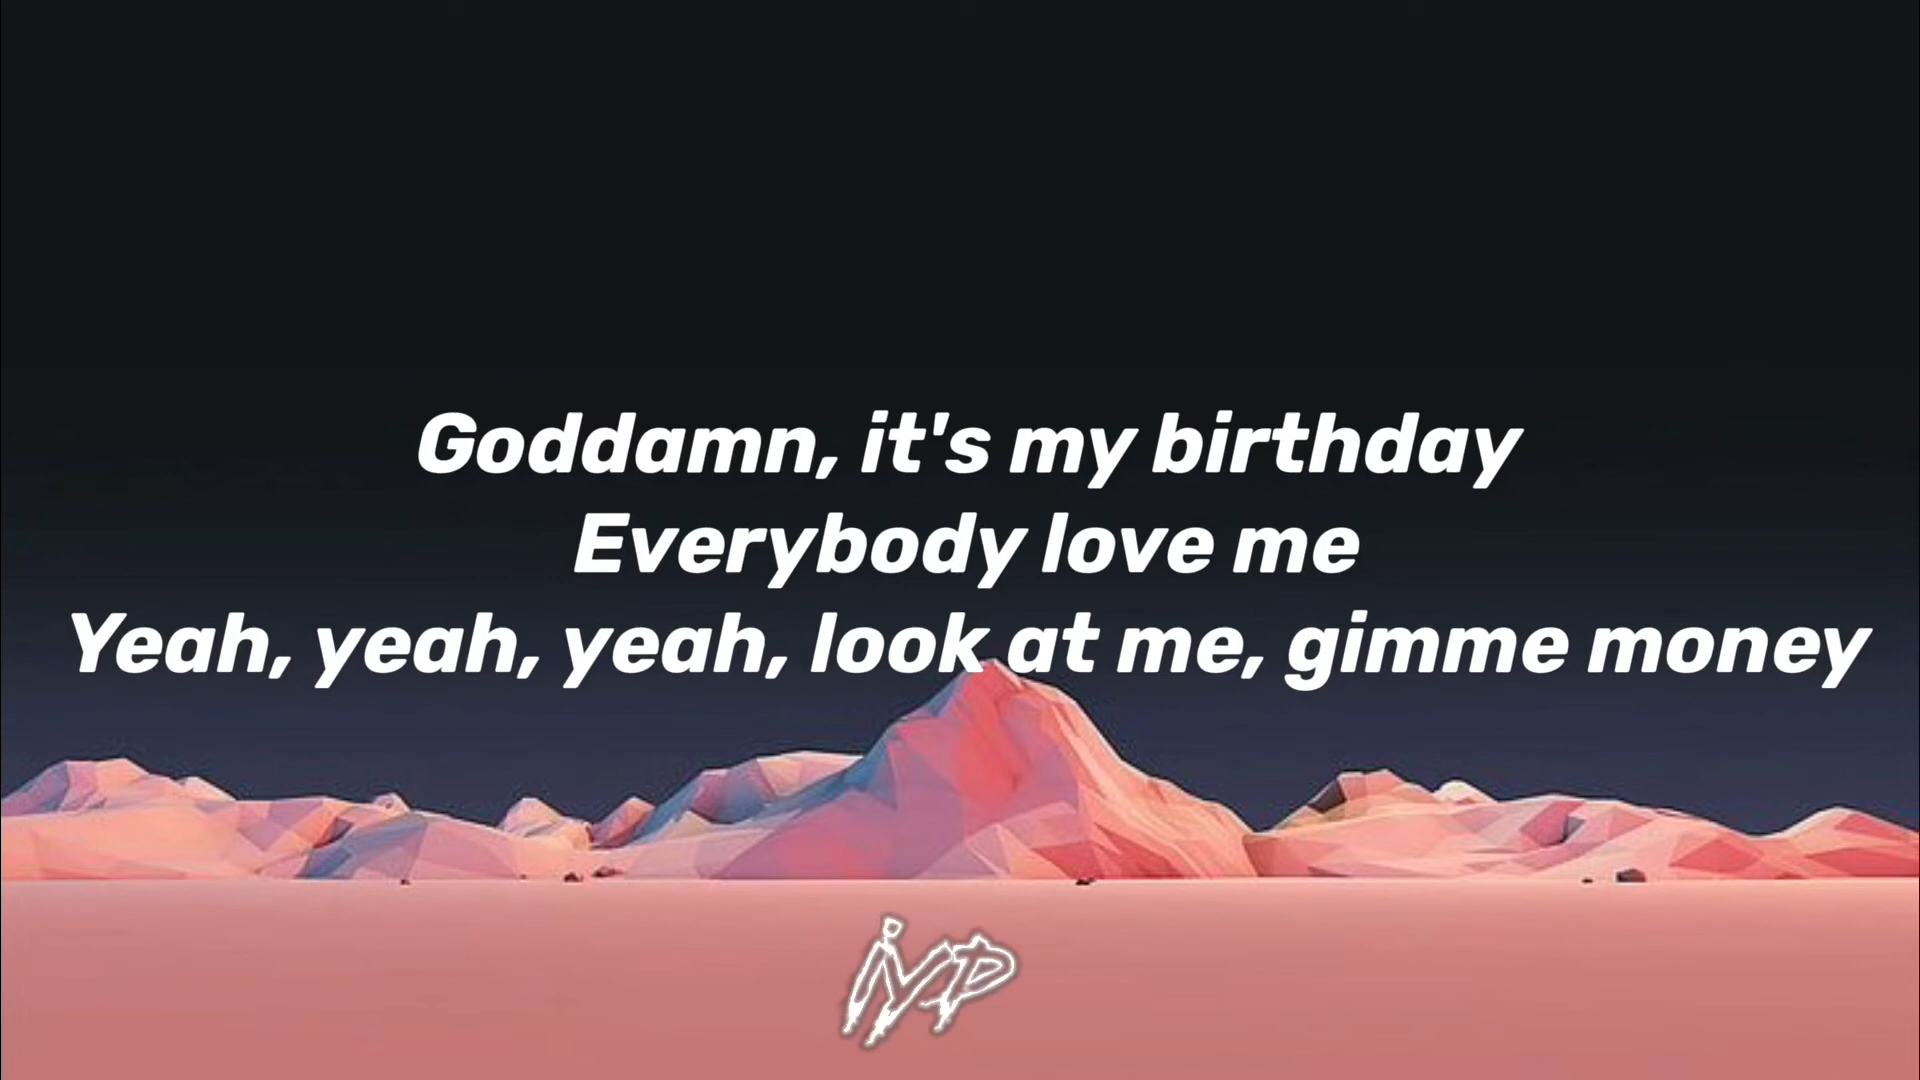 Goddamn, it's my birthday
Everybody love me
Yeah, yeah, yeah, look at me, gimme money